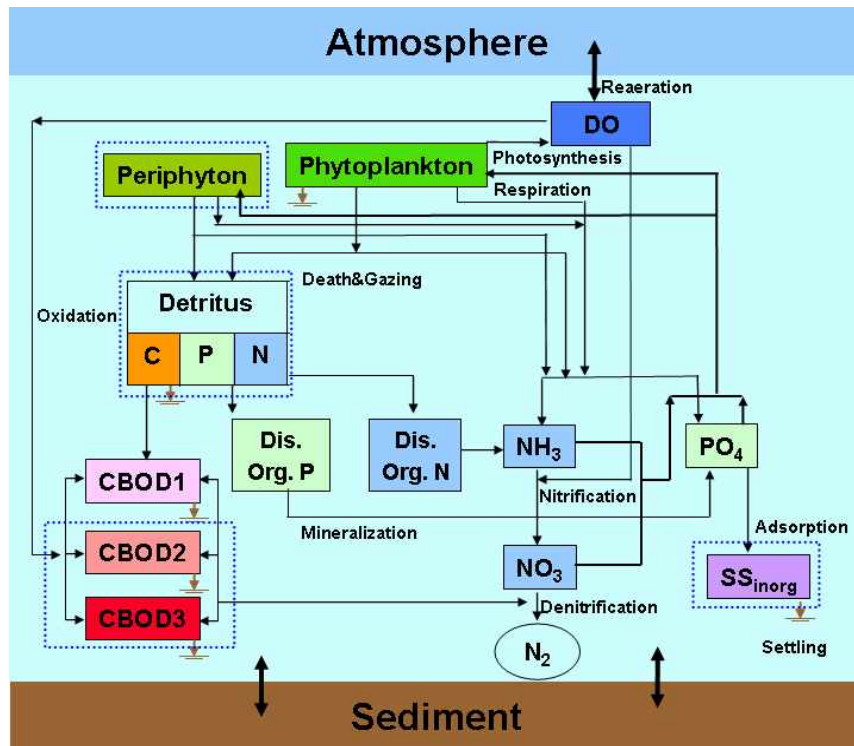 Atmosphere
Reaeration
DO
Photosynthesis
Periphyton
Phytoplankton
Respiration
Death&Gazing
Detritus
Oxidation
C
P
N
Dis.
Org. P
Dis.
Org. N
NH3
PO4
CBOD1
Nitrification
Mineralization
Adsorption
CBOD2
NO3
SSinorg
CBOD3
Denitrification
N2
Settling
Sediment